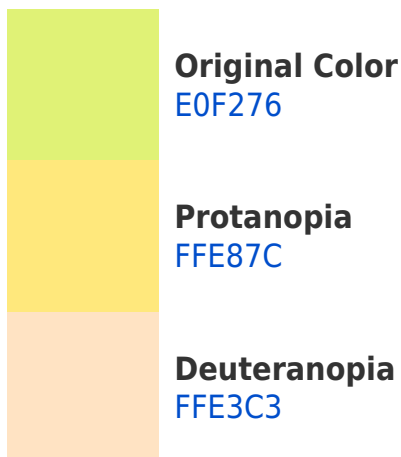 Original Color
E0F276
Protanopia
FFE87C
Deuteranopia
FFE3C3